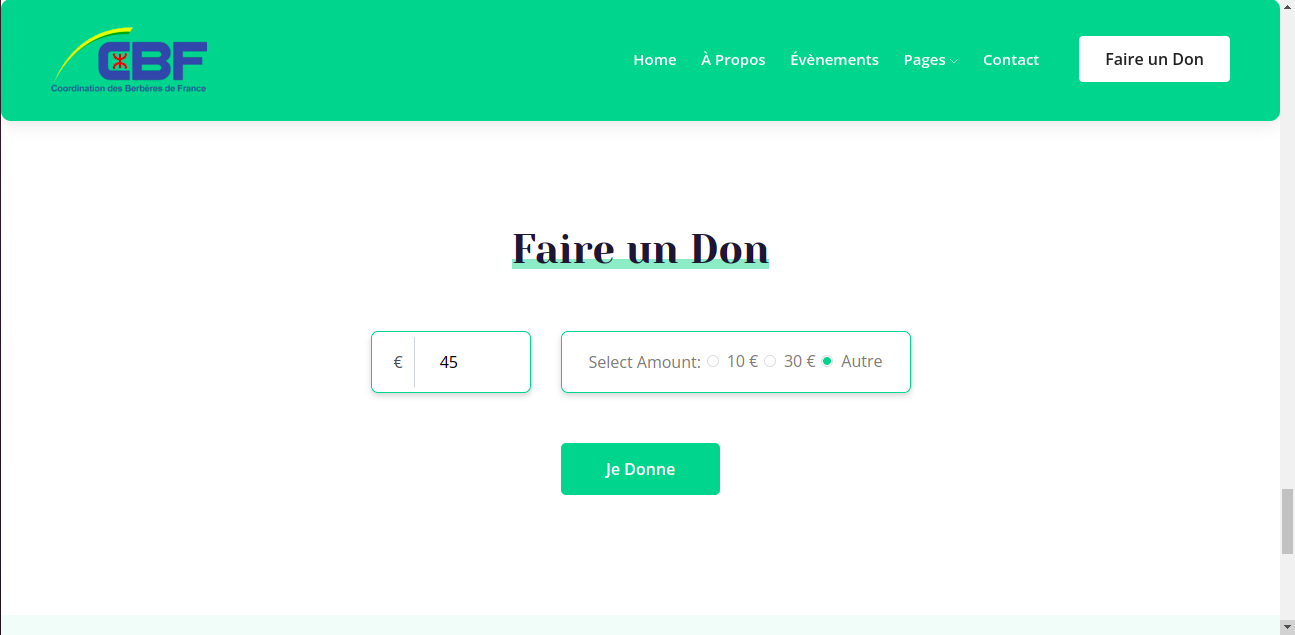 CBF
Coordination des Berbères de France
Home À Propos Évènements Pages Contact Faire un Don
Faire un Don
€ 45 Select Amount: 10 € 30 € Autre
Je Donne